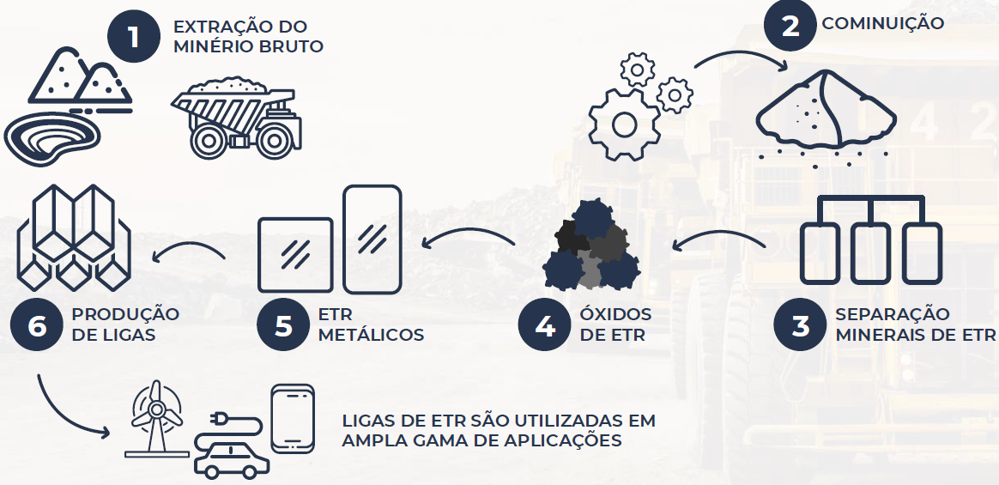 1
EXTRAÇÃO DO
MINÉRIO BRUTO
2
COMINUIÇÃO
42
3
SEPARAÇÃO
MINERAIS DE ETR
4
ÓXIDOS
DE ETR
5
ETR
METÁLICOS
6
PRODUÇÃO
DE LIGAS
LIGAS DE ETR SÃO UTILIZADAS EM
AMPLA GAMA DE APLICAÇÕES